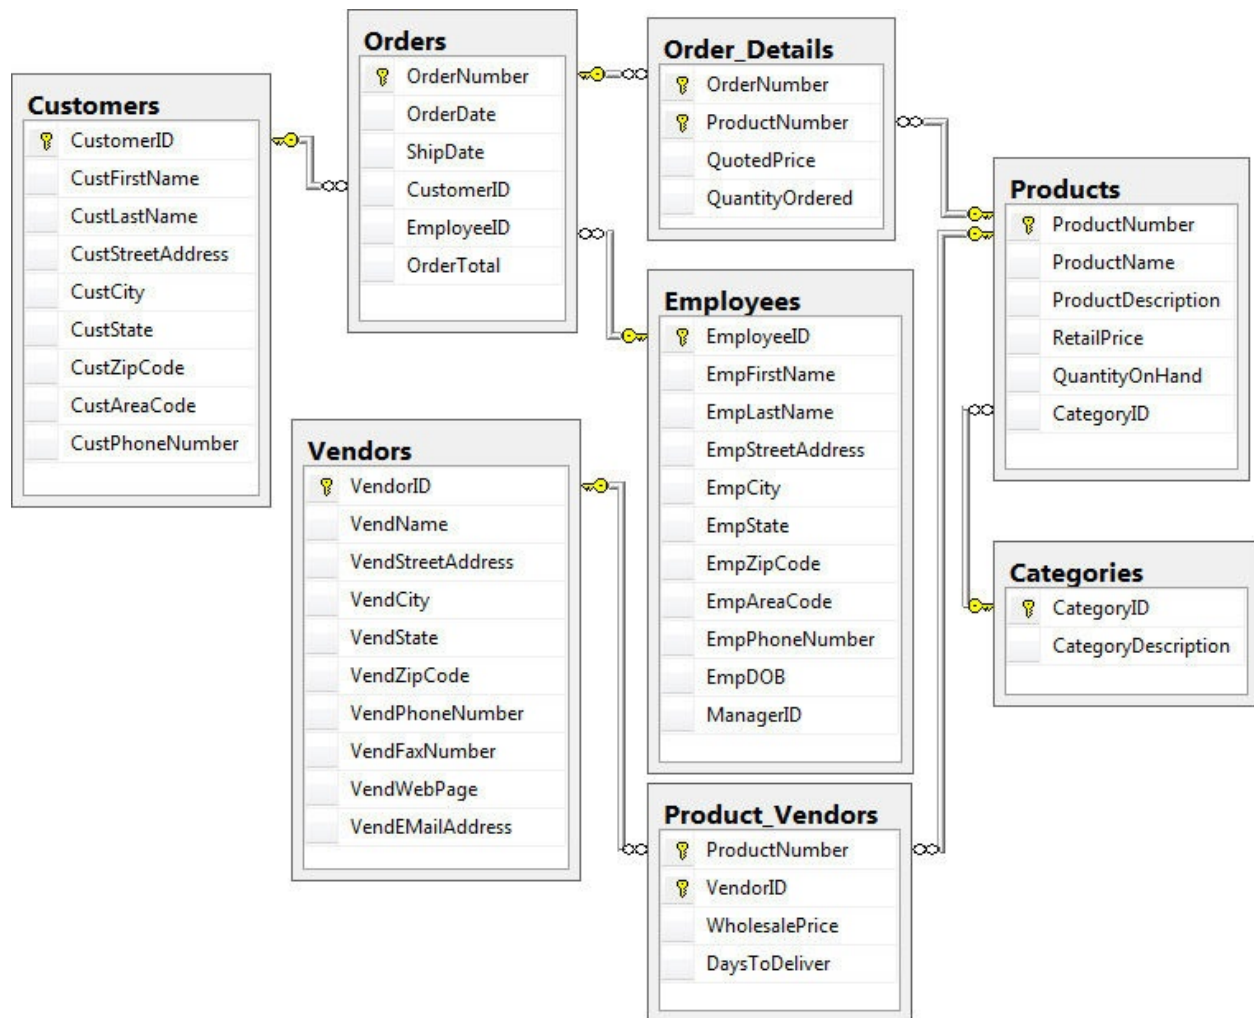 Customers
CustomerID
CustFirstName
CustLastName
CustStreetAddress
CustCity
CustState
CustZipCode
CustAreaCode
CustPhoneNumber
Orders
OrderNumber
OrderDate
ShipDate
CustomerID
EmployeeID
OrderTotal
Order_Details
OrderNumber
ProductNumber
QuotedPrice
QuantityOrdered
Products
ProductNumber
ProductName
ProductDescription
RetailPrice
QuantityOnHand
CategoryID
Employees
EmployeeID
EmpFirstName
EmpLastName
EmpStreetAddress
EmpCity
EmpState
EmpZipCode
EmpAreaCode
EmpPhoneNumber
EmpDOB
ManagerID
Vendors
VendorID
VendName
VendStreetAddress
VendCity
VendState
VendZipCode
VendPhoneNumber
VendFaxNumber
VendWebPage
VendEMailAddress
Categories
CategoryID
CategoryDescription
Product_Vendors
ProductNumber
VendorID
WholesalePrice
DaysToDeliver